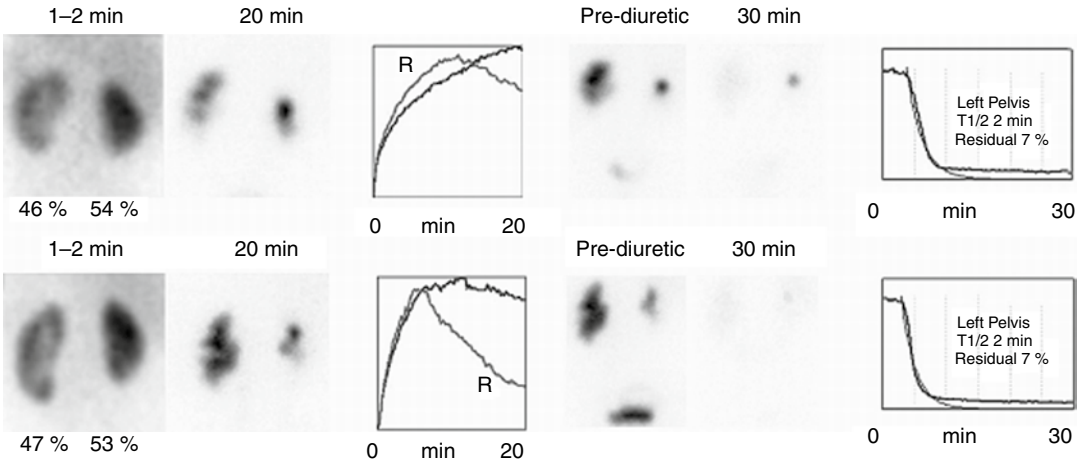 1–2 min 20 min Pre-diuretic 30 min
R
Left Pelvis
T1/2 2 min
Residual 7 %
46 % 54 %
0 min 20
0 min 30
1–2 min 20 min Pre-diuretic 30 min
Left Pelvis
T1/2 2 min
Residual 7 %
R
47 % 53 %
0 min 20
0 min 30